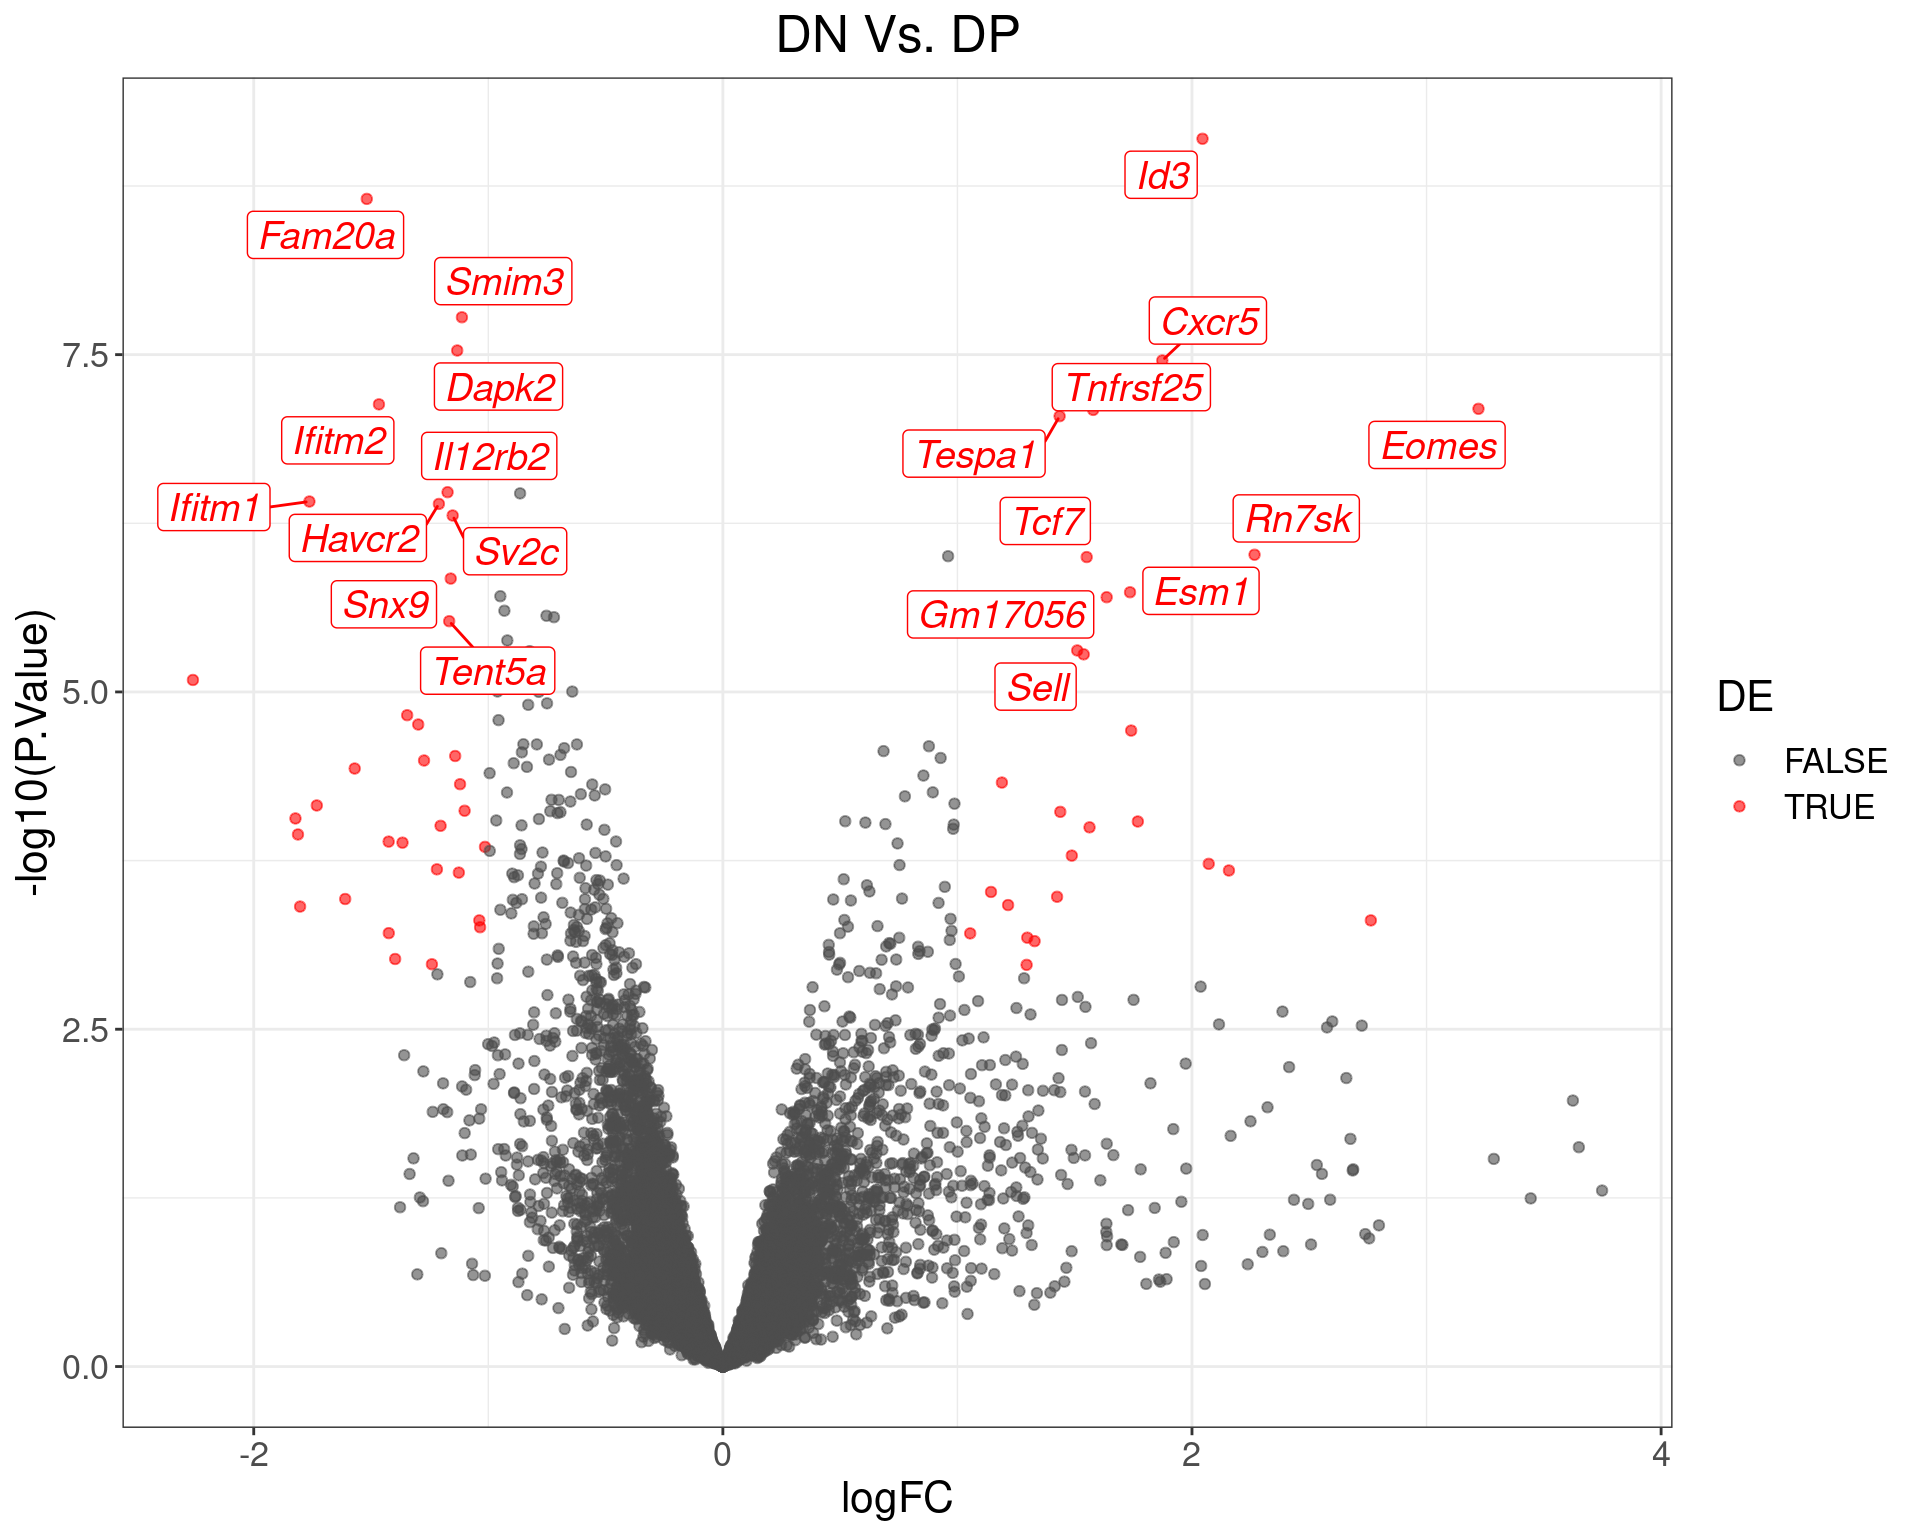 DN Vs. DP
Id3
Fam20a
Smim3
Cxcr5
Dapk2
Tnfrsf25
Ifitm2
Il12rb2
Tespa1
Eomes
Ifitm1
Havcr2
Sv2c
Tcf7
Rn7sk
Snx9
Gm17056
Esm1
Tent5a
Sell
7.5
5.0
2.5
0.0
-log10(P.Value)
-2
0
2
4
logFC
DE
FALSE
TRUE